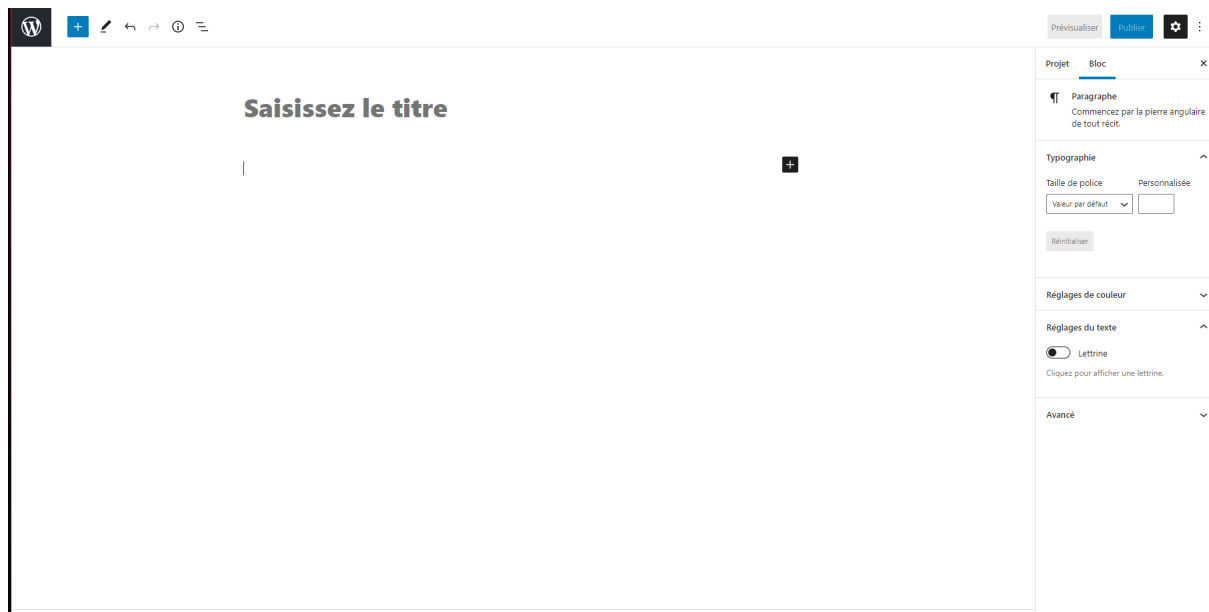 Prévisualiser
Publier
Projet
Bloc
Saisissez le titre
Paragraphe
Commencez par la pierre angulaire
de tout récit.
Typographie
Taille de police
Personnalisée
Valeur par défaut
Réinitialiser
Réglages de couleur
Réglages du texte
Lettrine
Cliquez pour afficher une lettrine.
Avancé